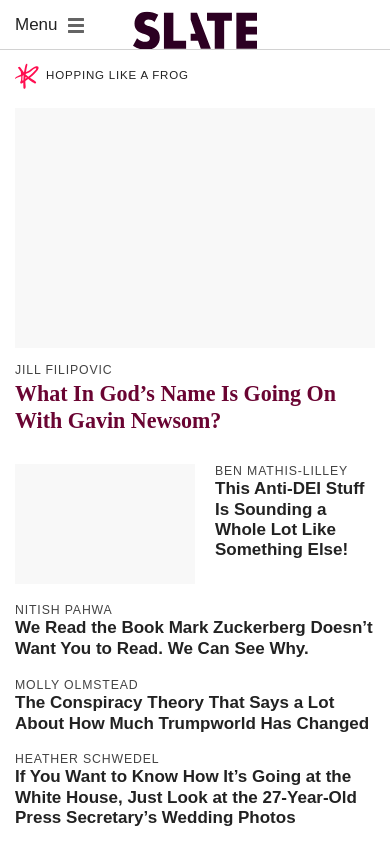 Menu
SLATE
HOPPING LIKE A FROG
JILL FILIPOVIC
What In God’s Name Is Going On
With Gavin Newsom?
BEN MATHIS-LILLEY
This Anti-DEI Stuff
Is Sounding a
Whole Lot Like
Something Else!
NITISH PAHWA
We Read the Book Mark Zuckerberg Doesn’t
Want You to Read. We Can See Why.
MOLLY OLMSTEAD
The Conspiracy Theory That Says a Lot
About How Much Trumpworld Has Changed
HEATHER SCHWEDEL
If You Want to Know How It’s Going at the
White House, Just Look at the 27-Year-Old
Press Secretary’s Wedding Photos